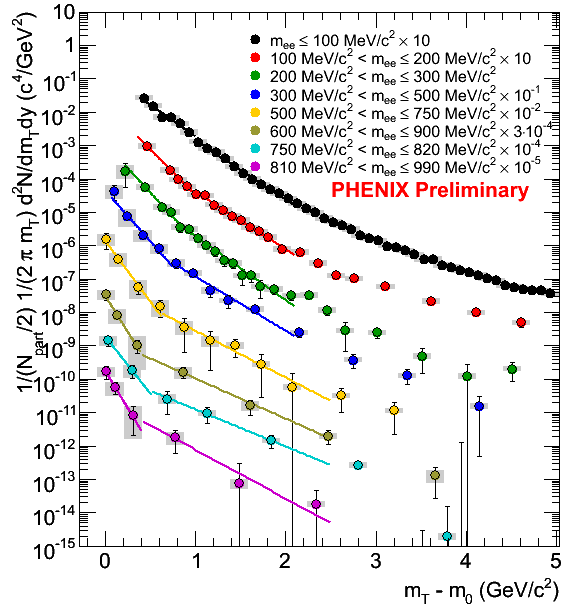 m_ee ≤ 100 MeV/c² × 10
100 MeV/c² < m_ee ≤ 200 MeV/c² × 10
200 MeV/c² < m_ee ≤ 300 MeV/c²
300 MeV/c² < m_ee ≤ 500 MeV/c² × 10⁻¹
500 MeV/c² < m_ee ≤ 750 MeV/c² × 10⁻²
600 MeV/c² < m_ee ≤ 900 MeV/c² 3·10⁻⁴
750 MeV/c² < m_ee ≤ 820 MeV/c² × 10⁻⁴
810 MeV/c² < m_ee ≤ 990 MeV/c² × 10⁻⁵
PHENIX Preliminary
1/(N_part/2) 1/(2 π m_T) d²N/dm_Tdy (c⁴/GeV²)
10
1
10⁻¹
10⁻²
10⁻³
10⁻⁴
10⁻⁵
10⁻⁶
10⁻⁷
10⁻⁸
10⁻⁹
10⁻¹⁰
10⁻¹¹
10⁻¹²
10⁻¹³
10⁻¹⁴
10⁻¹⁵
0 1 2 3 4 5
m_T - m_0 (GeV/c²)